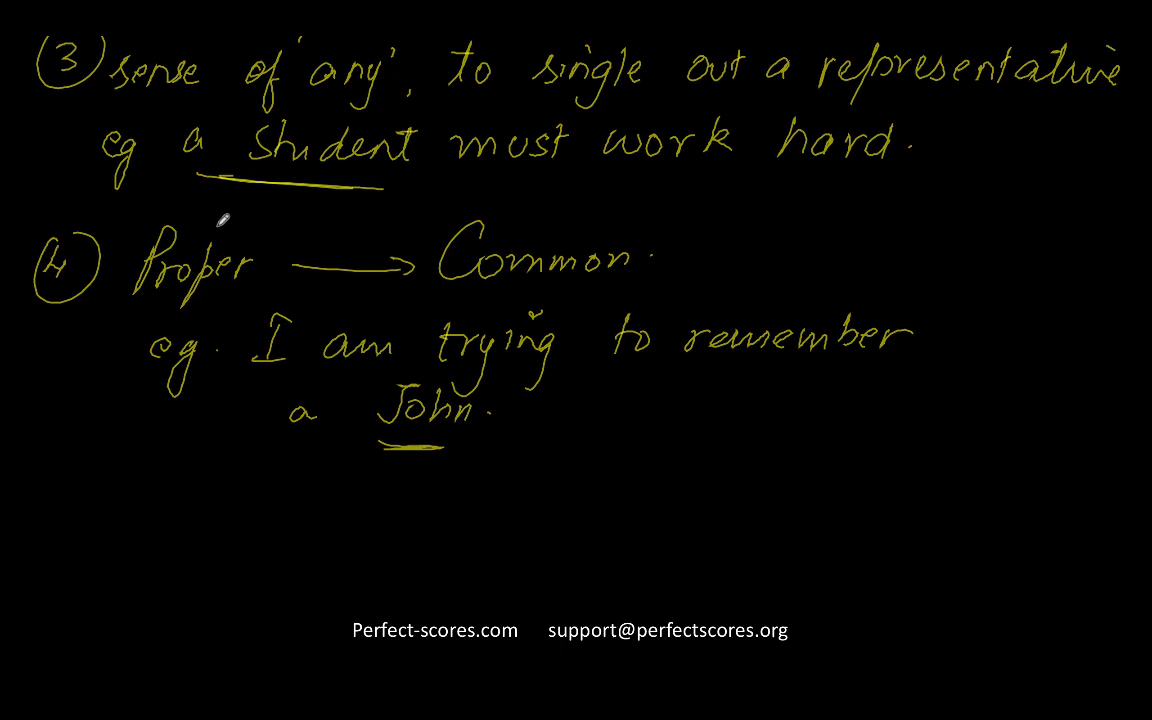 (3) sense of 'any', to single out a representative
eg a student must work hard.
(4) Proper → Common.
eg. I am trying to remember
a John.
Perfect-scores.com support@perfectscores.org